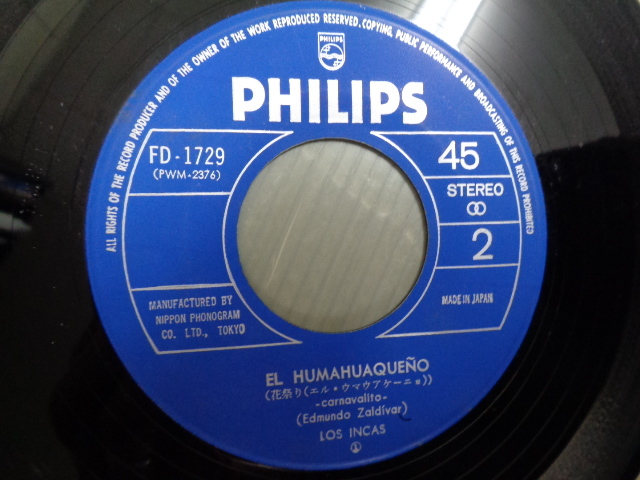 ALL RIGHTS OF THE RECORD PRODUCER AND OF THE OWNER OF THE WORK REPRODUCED RESERVED. COPYING, PUBLIC PERFORMANCE AND BROADCASTING OF THIS RECORD PROHIBITED
PHILIPS
PHILIPS
FD-1729
(PWM-2376)
45
STEREO
2
MANUFACTURED BY
NIPPON PHONOGRAM
CO. LTD., TOKYO
MADE IN JAPAN
EL HUMAHUAQUEÑO
(花祭り(エル・ウマウアケーニョ))
-carnavalito-
(Edmundo Zaldívar)
LOS INCAS
①